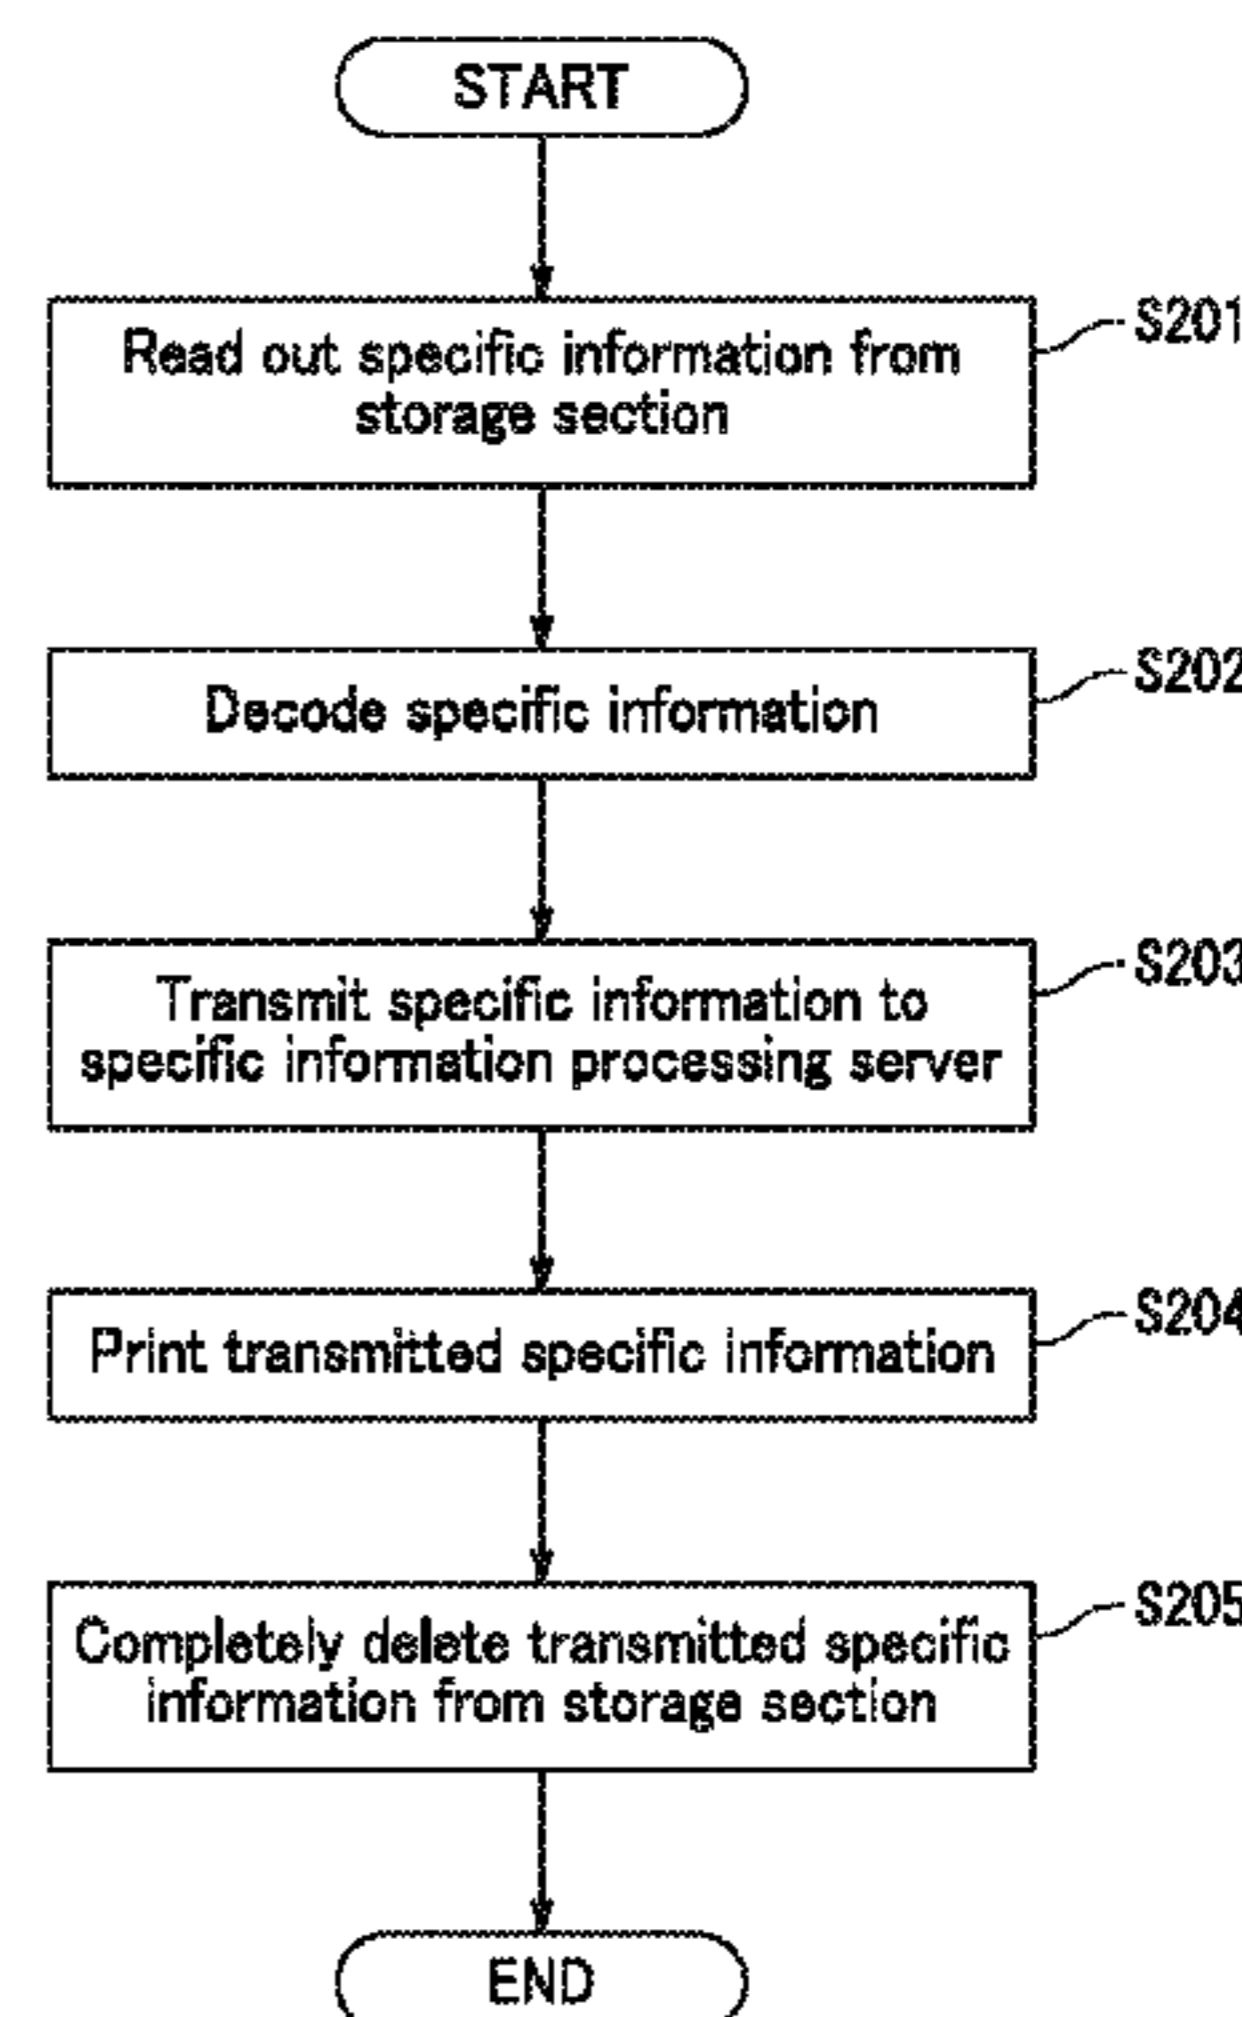 START
Read out specific information from
storage section
S201
Decode specific information
S202
Transmit specific information to
specific information processing server
S203
Print transmitted specific information
S204
Completely delete transmitted specific
information from storage section
S205
END